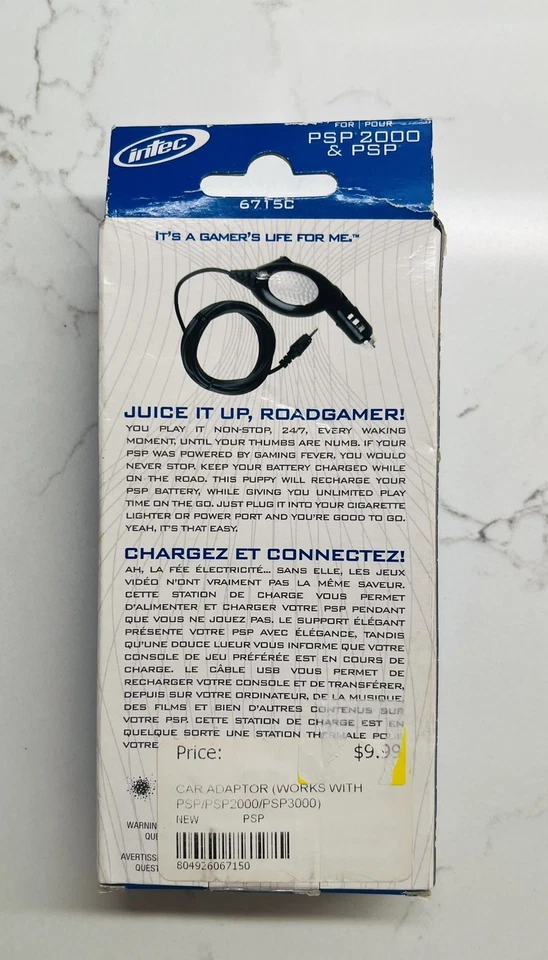 INTEC
FOR | POUR
PSP 2000
& PSP
6715C
IT'S A GAMER'S LIFE FOR ME.™
JUICE IT UP, ROADGAMER!
YOU PLAY IT NON-STOP, 24/7, EVERY WAKING
MOMENT, UNTIL YOUR THUMBS ARE NUMB. IF YOUR
PSP WAS POWERED BY GAMING FEVER, YOU WOULD
NEVER STOP. KEEP YOUR BATTERY CHARGED WHILE
ON THE ROAD. THIS PUPPY WILL RECHARGE YOUR
PSP BATTERY, WHILE GIVING YOU UNLIMITED PLAY
TIME ON THE GO. JUST PLUG IT INTO YOUR CIGARETTE
LIGHTER OR POWER PORT AND YOU'RE GOOD TO GO.
YEAH, IT'S THAT EASY.
CHARGEZ ET CONNECTEZ!
AH, LA FÉE ÉLECTRICITÉ... SANS ELLE, LES JEUX
VIDÉO N'ONT VRAIMENT PAS LA MÊME SAVEUR.
CETTE STATION DE CHARGE VOUS PERMET
D'ALIMENTER ET CHARGER VOTRE PSP PENDANT
QUE VOUS NE JOUEZ PAS. LE SUPPORT ÉLÉGANT
PRÉSENTE VOTRE PSP AVEC ÉLÉGANCE, TANDIS
QU'UNE DOUCE LUEUR VOUS INFORME QUE VOTRE
CONSOLE DE JEU PRÉFÉRÉE EST EN COURS DE
CHARGE. LE CÂBLE USB VOUS PERMET DE
RECHARGER VOTRE CONSOLE ET DE TRANSFÉRER,
DEPUIS SUR VOTRE ORDINATEUR, DE LA MUSIQUE,
DES FILMS ET BIEN D'AUTRES CONTENUS SUR
VOTRE PSP. CETTE STATION DE CHARGE EST EN
QUELQUE SORTE UNE STATION THERMALE POUR
VOTRE
Price: $9.99
CAR ADAPTOR (WORKS WITH
PSP/PSP2000/PSP3000)
NEW PSP
804926067150
WARNIN
QUE
AVERTISS
QUEST